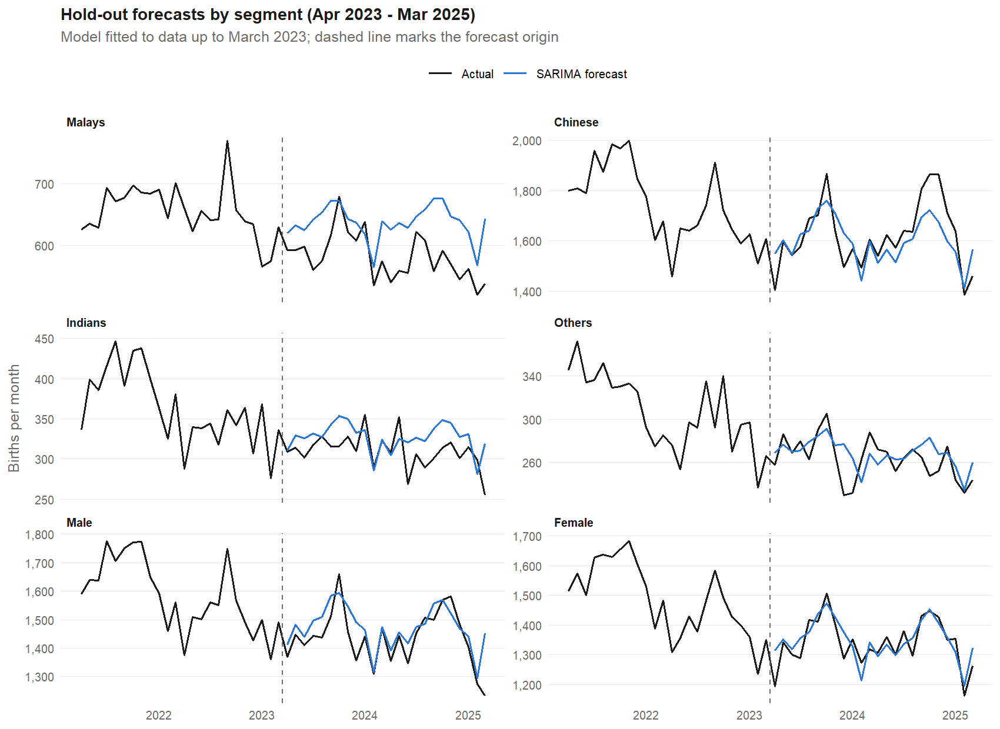 Hold-out forecasts by segment (Apr 2023 - Mar 2025)
Model fitted to data up to March 2023; dashed line marks the forecast origin
Actual SARIMA forecast
Malays
700
600
Chinese
2,000
1,800
1,600
1,400
Births per month
Indians
450
400
350
300
250
Others
340
300
260
Male
1,800
1,700
1,600
1,500
1,400
1,300
2022 2023 2024 2025
Female
1,700
1,600
1,500
1,400
1,300
1,200
2022 2023 2024 2025